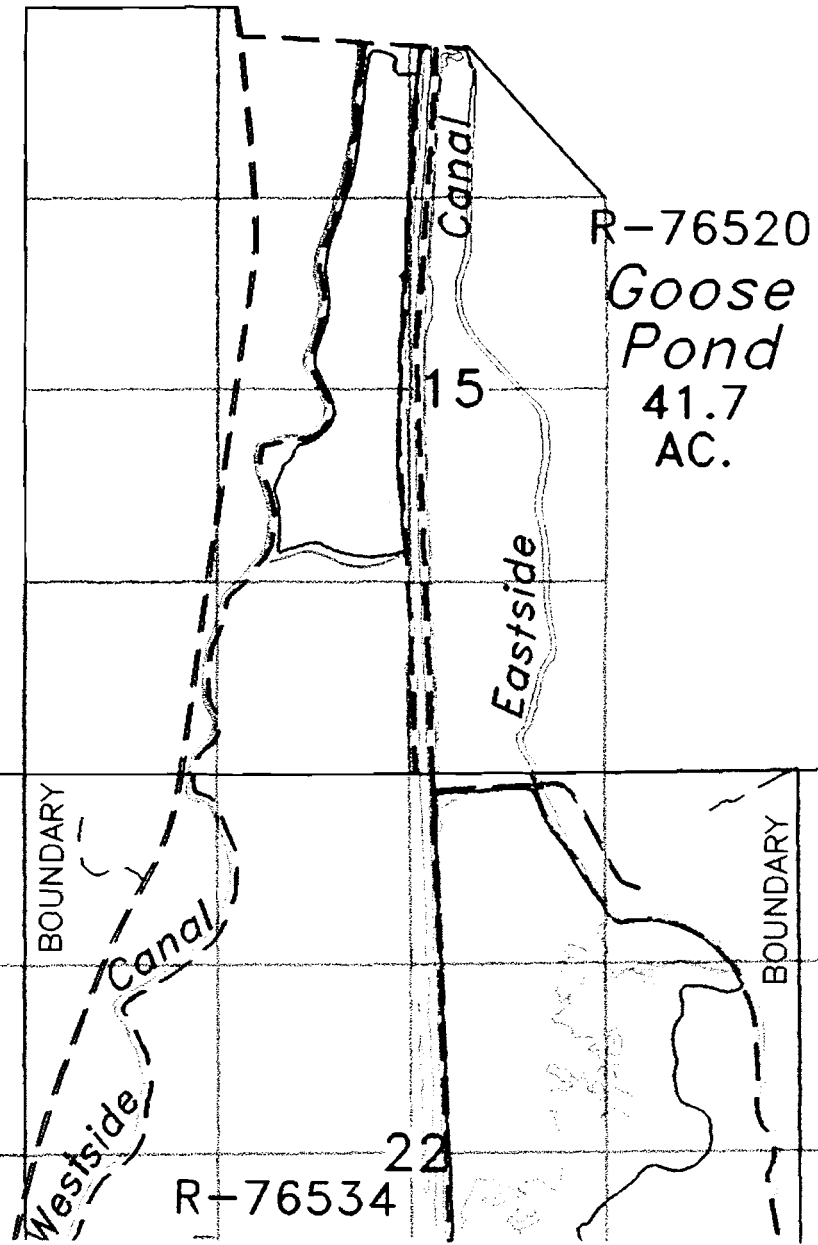 Canal
R-76520
Goose
Pond
41.7
AC.
15
Eastside
BOUNDARY
BOUNDARY
Canal
Westside
22
R-76534